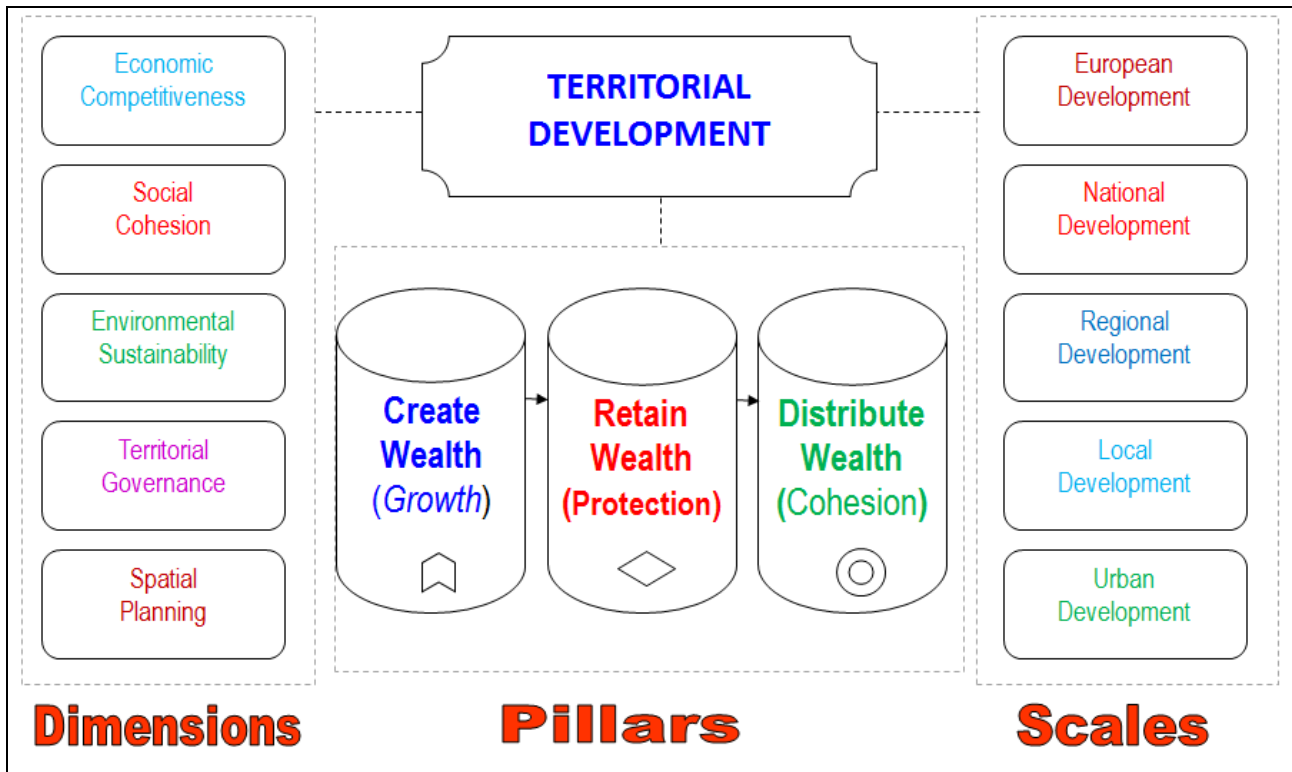 TERRITORIAL
DEVELOPMENT
Economic
Competitiveness
Social
Cohesion
Environmental
Sustainability
Territorial
Governance
Spatial
Planning
Create
Wealth
(Growth)
Retain
Wealth
(Protection)
Distribute
Wealth
(Cohesion)
European
Development
National
Development
Regional
Development
Local
Development
Urban
Development
Dimensions
Pillars
Scales